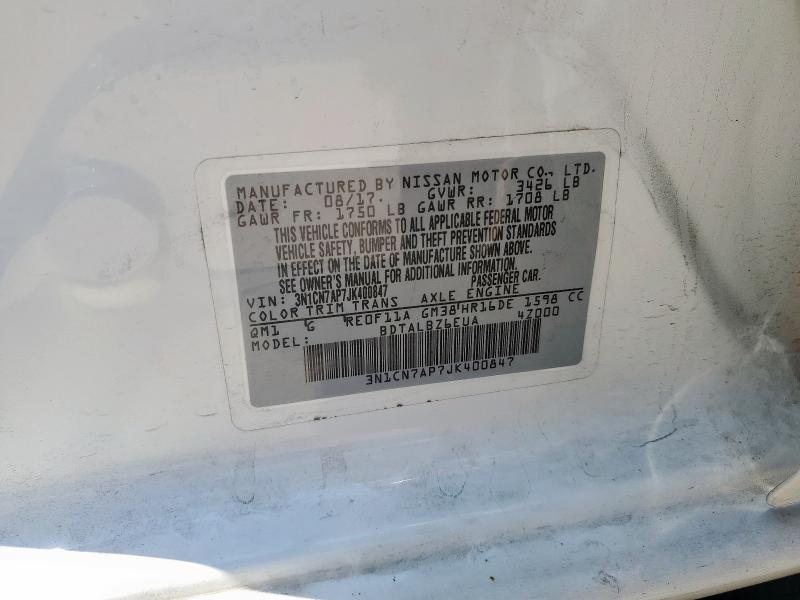 MANUFACTURED BY NISSAN MOTOR CO., LTD.
DATE: 08/17. GVWR: 3426 LB
GAWR FR: 1750 LB GAWR RR: 1708 LB
THIS VEHICLE CONFORMS TO ALL APPLICABLE FEDERAL MOTOR
VEHICLE SAFETY, BUMPER AND THEFT PREVENTION STANDARDS
IN EFFECT ON THE DATE OF MANUFACTURE SHOWN ABOVE.
SEE OWNER'S MANUAL FOR ADDITIONAL INFORMATION.
VIN: 3N1CN7AP7JK400847 PASSENGER CAR.
COLOR TRIM TRANS AXLE ENGINE
QM1 G RE0F11A GM38 HR16DE 1598 CC
MODEL: BDTALBZ6EUA 4Z000
3N1CN7AP7JK400847